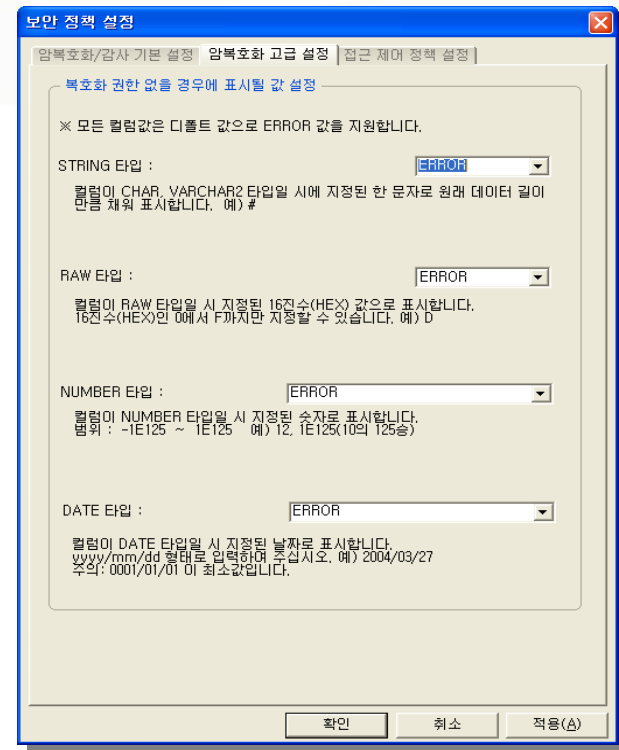 보안 정책 설정
암복호화/감사 기본 설정 암복호화 고급 설정 접근 제어 정책 설정
복호화 권한 없을 경우에 표시될 값 설정
※ 모든 컬럼값은 디폴트 값으로 ERROR 값을 지원합니다.
STRING 타입 : ERROR
컬럼이 CHAR, VARCHAR2 타입일 시에 지정된 한 문자로 원래 데이터 길이
만큼 채워 표시합니다. 예) #
RAW 타입 : ERROR
컬럼이 RAW 타입일 시 지정된 16진수(HEX) 값으로 표시합니다.
16진수(HEX)인 0에서 F까지만 지정할 수 있습니다. 예) D
NUMBER 타입 : ERROR
컬럼이 NUMBER 타입일 시 지정된 숫자로 표시합니다.
범위 : -1E125 ~ 1E125 예) 12, 1E125(10의 125승)
DATE 타입 : ERROR
컬럼이 DATE 타입일 시 지정된 날짜로 표시합니다.
yyyy/mm/dd 형태로 입력하여 주십시오. 예) 2004/03/27
주의: 0001/01/01 이 최소값입니다.
확인 취소 적용(A)